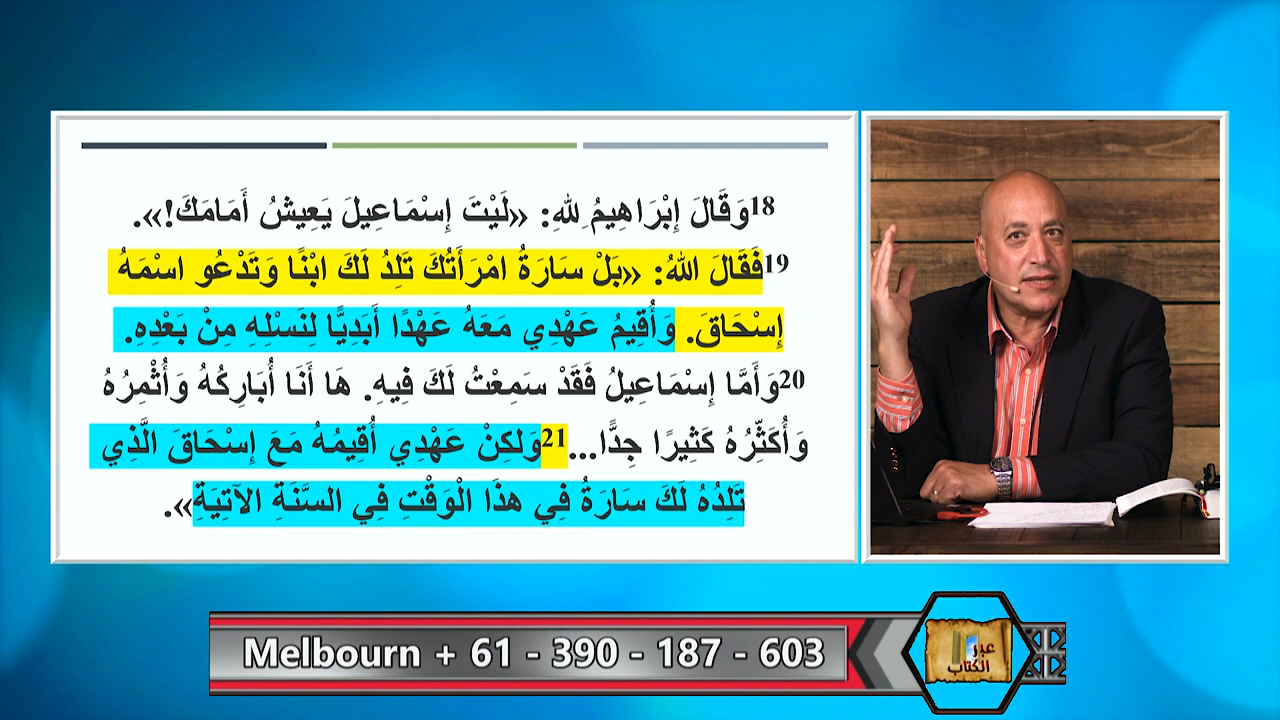 18وَقَالَ إِبْرَاهِيمُ لِلهِ: «لَيْتَ إِسْمَاعِيلَ يَعِيشُ أَمَامَكَ!».
19فَقَالَ اللهُ: «بَلْ سَارَةُ امْرَأَتُكَ تَلِدُ لَكَ ابْنًا وَتَدْعُو اسْمَهُ
إِسْحَاقَ. وَأُقِيمُ عَهْدِي مَعَهُ عَهْدًا أَبَدِيًّا لِنَسْلِهِ مِنْ بَعْدِهِ.
20وَأَمَّا إِسْمَاعِيلُ فَقَدْ سَمِعْتُ لَكَ فِيهِ. هَا أَنَا أُبَارِكُهُ وَأُثْمِرُهُ
وَأُكَثِّرُهُ كَثِيرًا جِدًّا...21وَلكِنْ عَهْدِي أُقِيمُهُ مَعَ إِسْحَاقَ الَّذِي
تَلِدُهُ لَكَ سَارَةُ فِي هذَا الْوَقْتِ فِي السَّنَةِ الآتِيَةِ».
Melbourn + 61 - 390 - 187 - 603
عبر
الكتاب